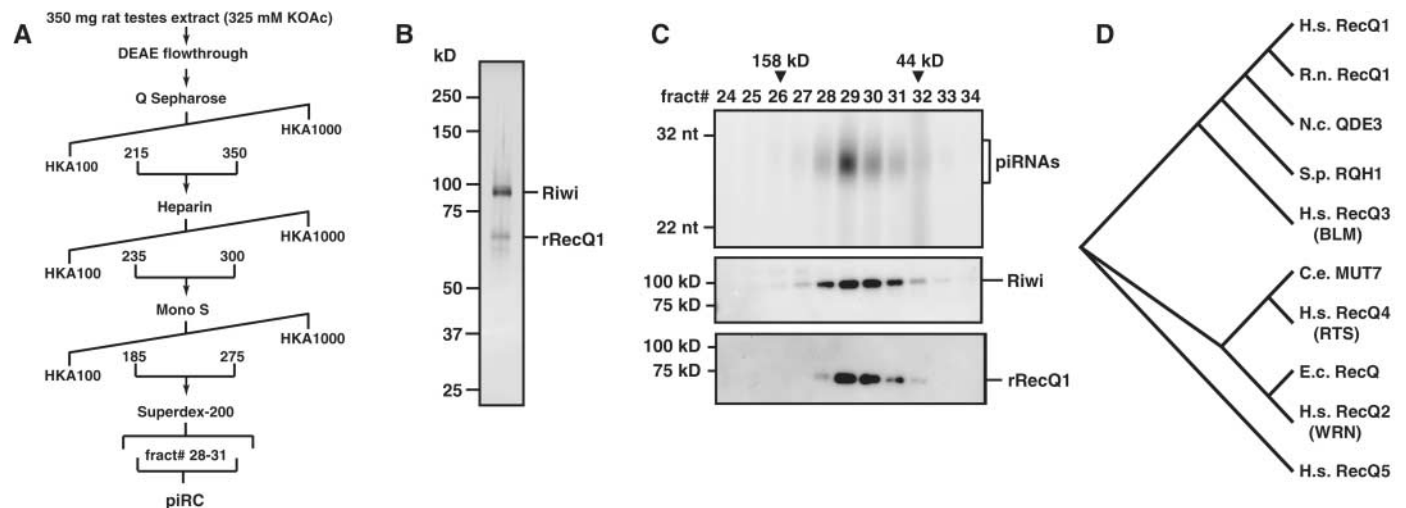 A
350 mg rat testes extract (325 mM KOAc)
DEAE flowthrough
Q Sepharose
HKA1000
HKA100
215 350
Heparin
HKA1000
HKA100
235 300
Mono S
HKA1000
HKA100
185 275
Superdex-200
fract# 28-31
piRC
B
kD
250
150
100
75
50
37
25
Riwi
rRecQ1
C
158 kD 44 kD
fract# 24 25 26 27 28 29 30 31 32 33 34
32 nt
piRNAs
22 nt
100 kD
75 kD
Riwi
100 kD
75 kD
rRecQ1
D
H.s. RecQ1
R.n. RecQ1
N.c. QDE3
S.p. RQH1
H.s. RecQ3
(BLM)
C.e. MUT7
H.s. RecQ4
(RTS)
E.c. RecQ
H.s. RecQ2
(WRN)
H.s. RecQ5